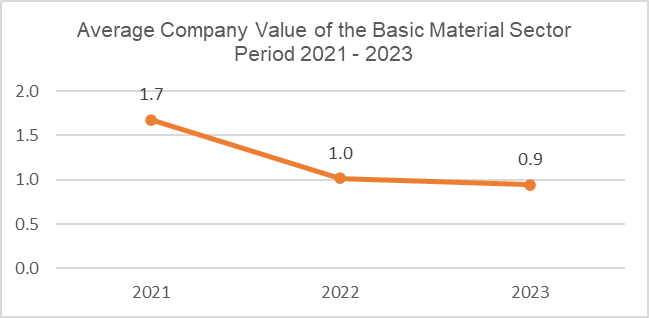 Average Company Value of the Basic Material Sector
Period 2021 - 2023
2.0
1.7
1.5
1.0
0.9
1.0
0.5
0.0
2021 2022 2023